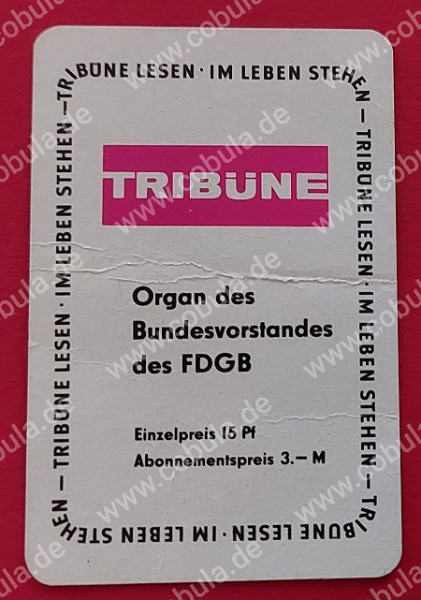 TRIBÜNE LESEN · IM LEBEN STEHEN — TRIBÜNE LESEN · IM LEBEN STEHEN — TRIBÜNE LESEN · IM LEBEN STEHEN — TRIBÜNE LESEN · IM LEBEN STEHEN —
TRIBÜNE
Organ des
Bundesvorstandes
des FDGB
Einzelpreis 15 Pf
Abonnementspreis 3.— M
www.cobula.de